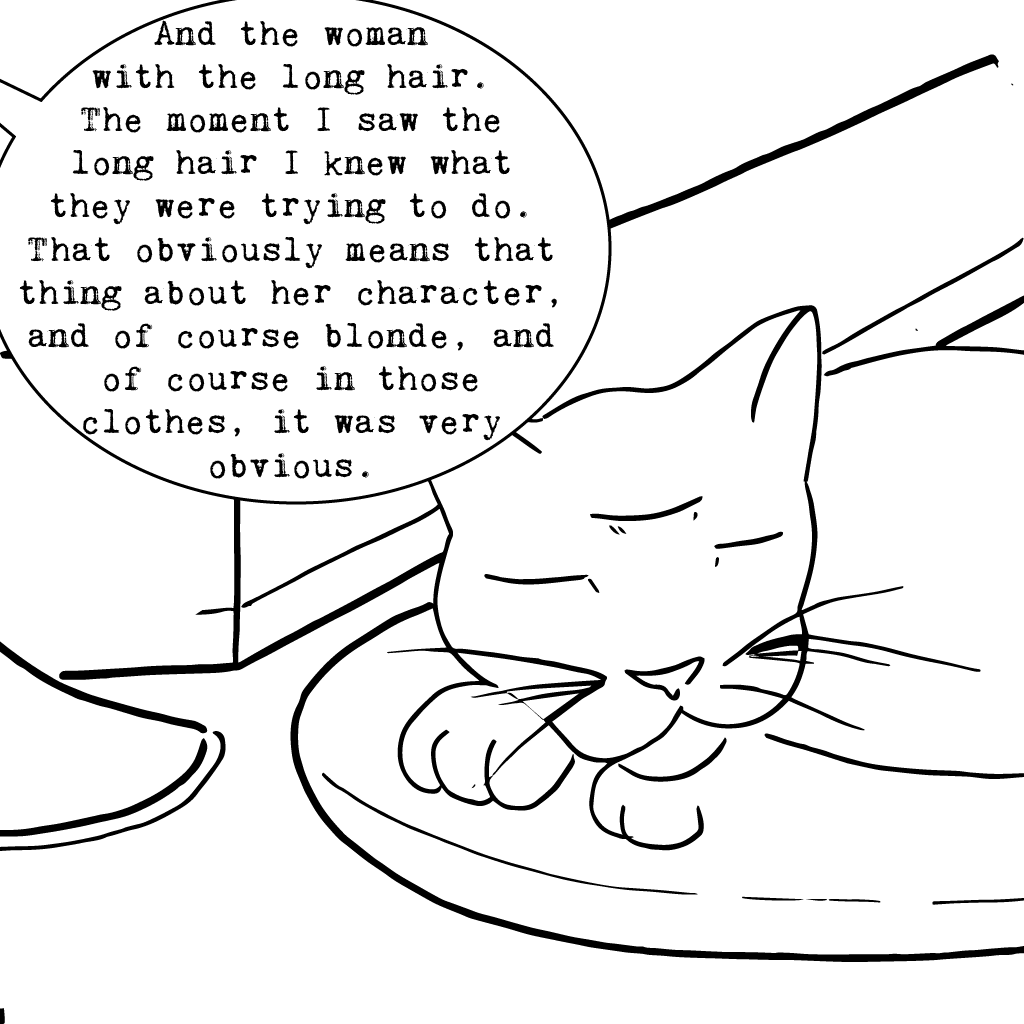 And the woman
with the long hair.
The moment I saw the
long hair I knew what
they were trying to do.
That obviously means that
thing about her character,
and of course blonde, and
of course in those
clothes, it was very
obvious.